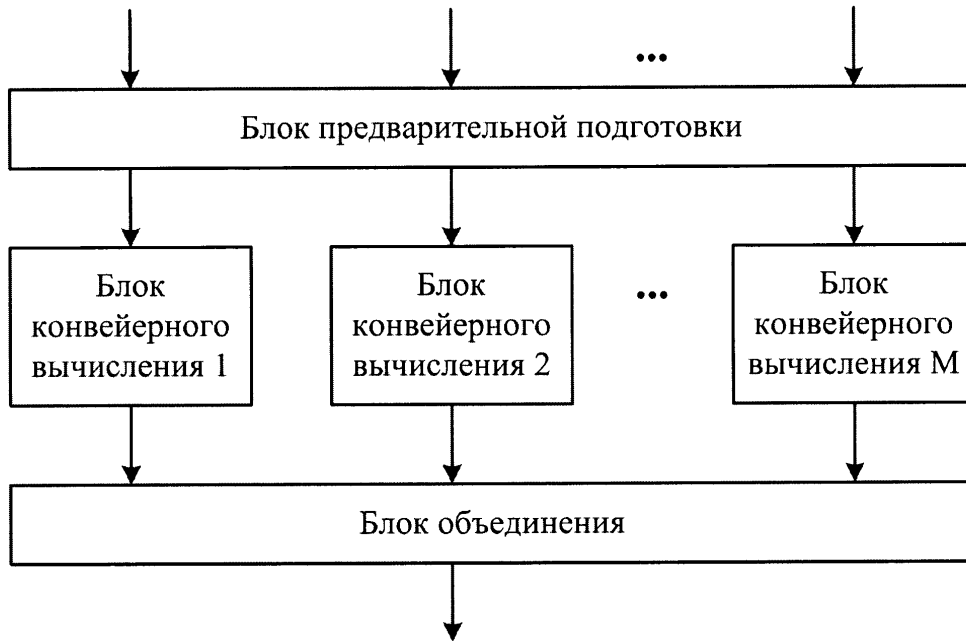 ...
Блок предварительной подготовки
Блок
конвейерного
вычисления 1
Блок
конвейерного
вычисления 2
...
Блок
конвейерного
вычисления M
Блок объединения